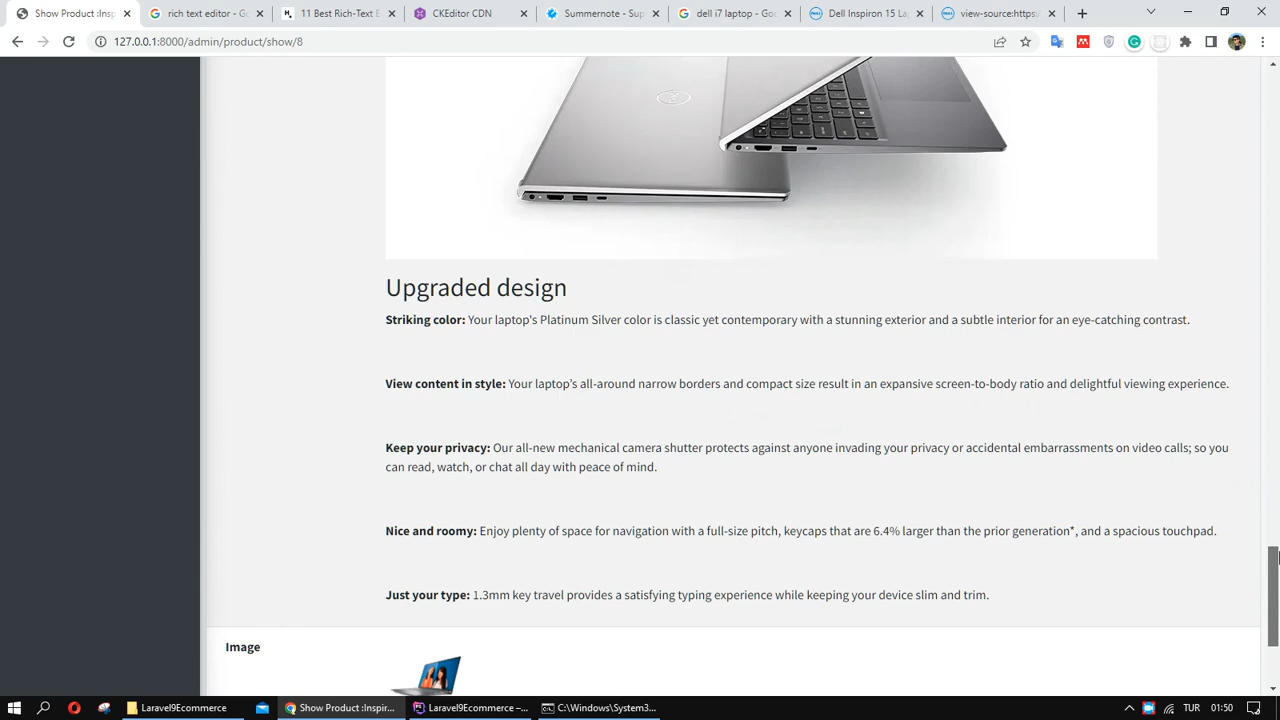 Show Product :Insp
rich text editor - G
11 Best Rich-Text E
CKEditor CDN
Summernote - Sup
dell i7 laptop - Goo
Dell Inspiron 15 La
view-source:https:/
127.0.0.1:8000/admin/product/show/8
Upgraded design
Striking color: Your laptop's Platinum Silver color is classic yet contemporary with a stunning exterior and a subtle interior for an eye-catching contrast.
View content in style: Your laptop’s all-around narrow borders and compact size result in an expansive screen-to-body ratio and delightful viewing experience.
Keep your privacy: Our all-new mechanical camera shutter protects against anyone invading your privacy or accidental embarrassments on video calls; so you
can read, watch, or chat all day with peace of mind.
Nice and roomy: Enjoy plenty of space for navigation with a full-size pitch, keycaps that are 6.4% larger than the prior generation*, and a spacious touchpad.
Just your type: 1.3mm key travel provides a satisfying typing experience while keeping your device slim and trim.
Image
Laravel9Ecommerce
Show Product :Inspir...
Laravel9Ecommerce –...
C:\Windows\System3...
TUR
01:50